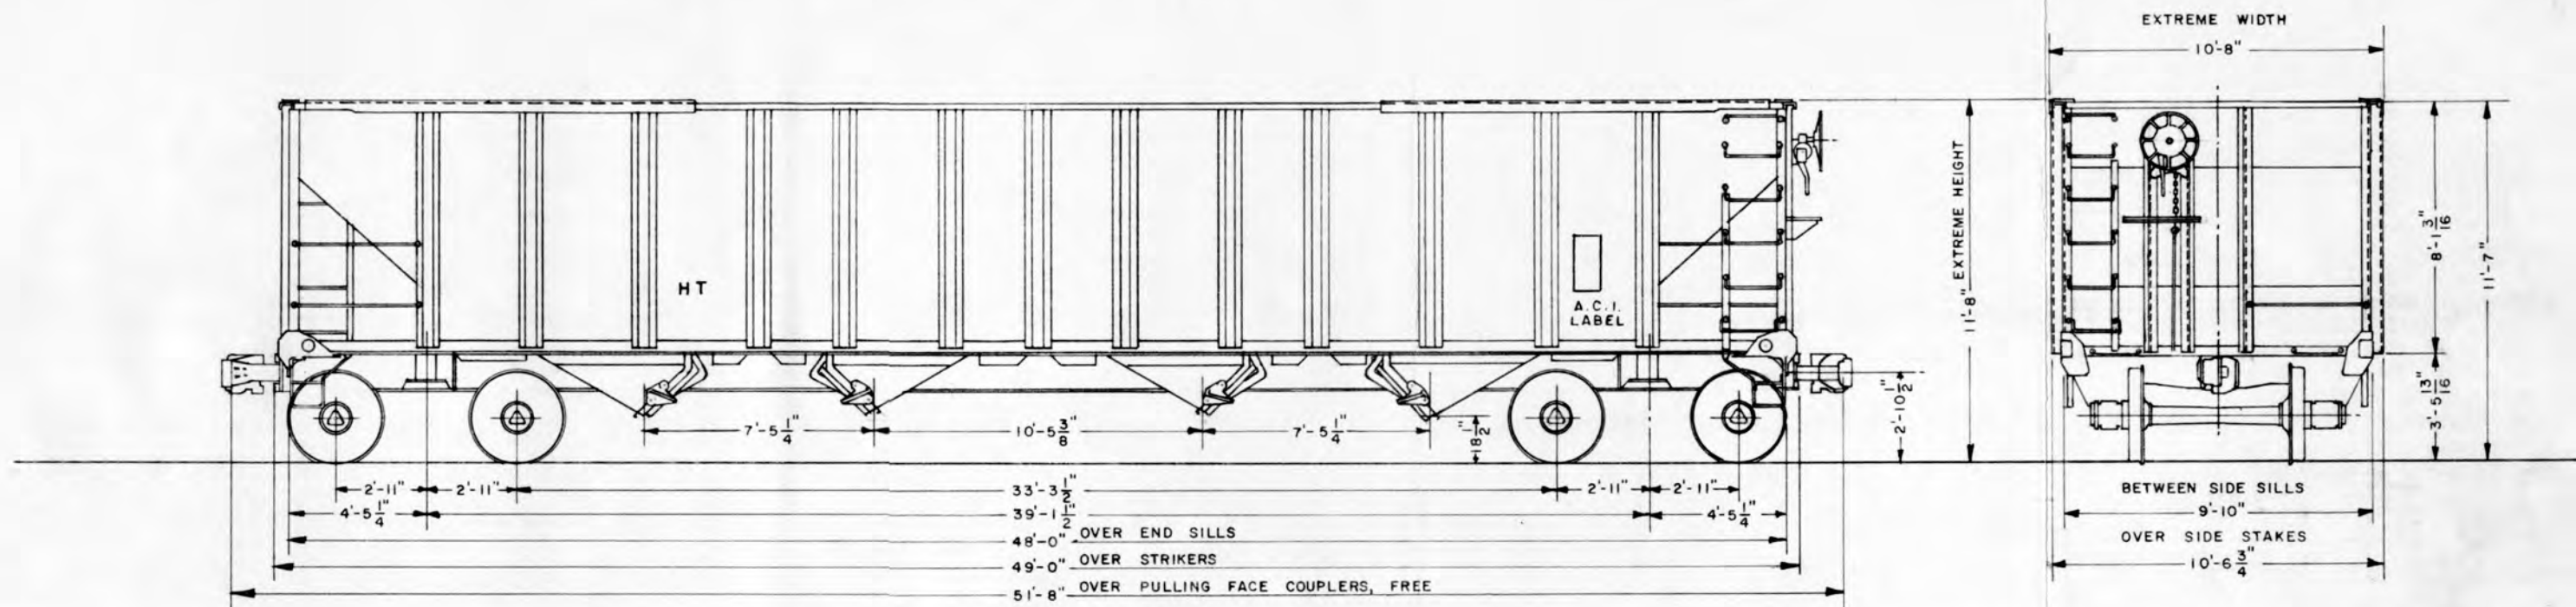 EXTREME WIDTH
10'-8"
HT
A.C.I.
LABEL
11'-8" EXTREME HEIGHT
8'-1 3/16"
11'-7"
3'-5 13/16"
2'-10 1/2"
7'-5 1/4"
10'-5 3/8"
7'-5 1/4"
18 1/2"
2'-11"
2'-11"
33'-3 1/2"
2'-11"
2'-11"
4'-5 1/4"
39'-1 1/2"
4'-5 1/4"
48'-0" OVER END SILLS
49'-0" OVER STRIKERS
51'-8" OVER PULLING FACE COUPLERS, FREE
BETWEEN SIDE SILLS
9'-10"
OVER SIDE STAKES
10'-6 3/4"